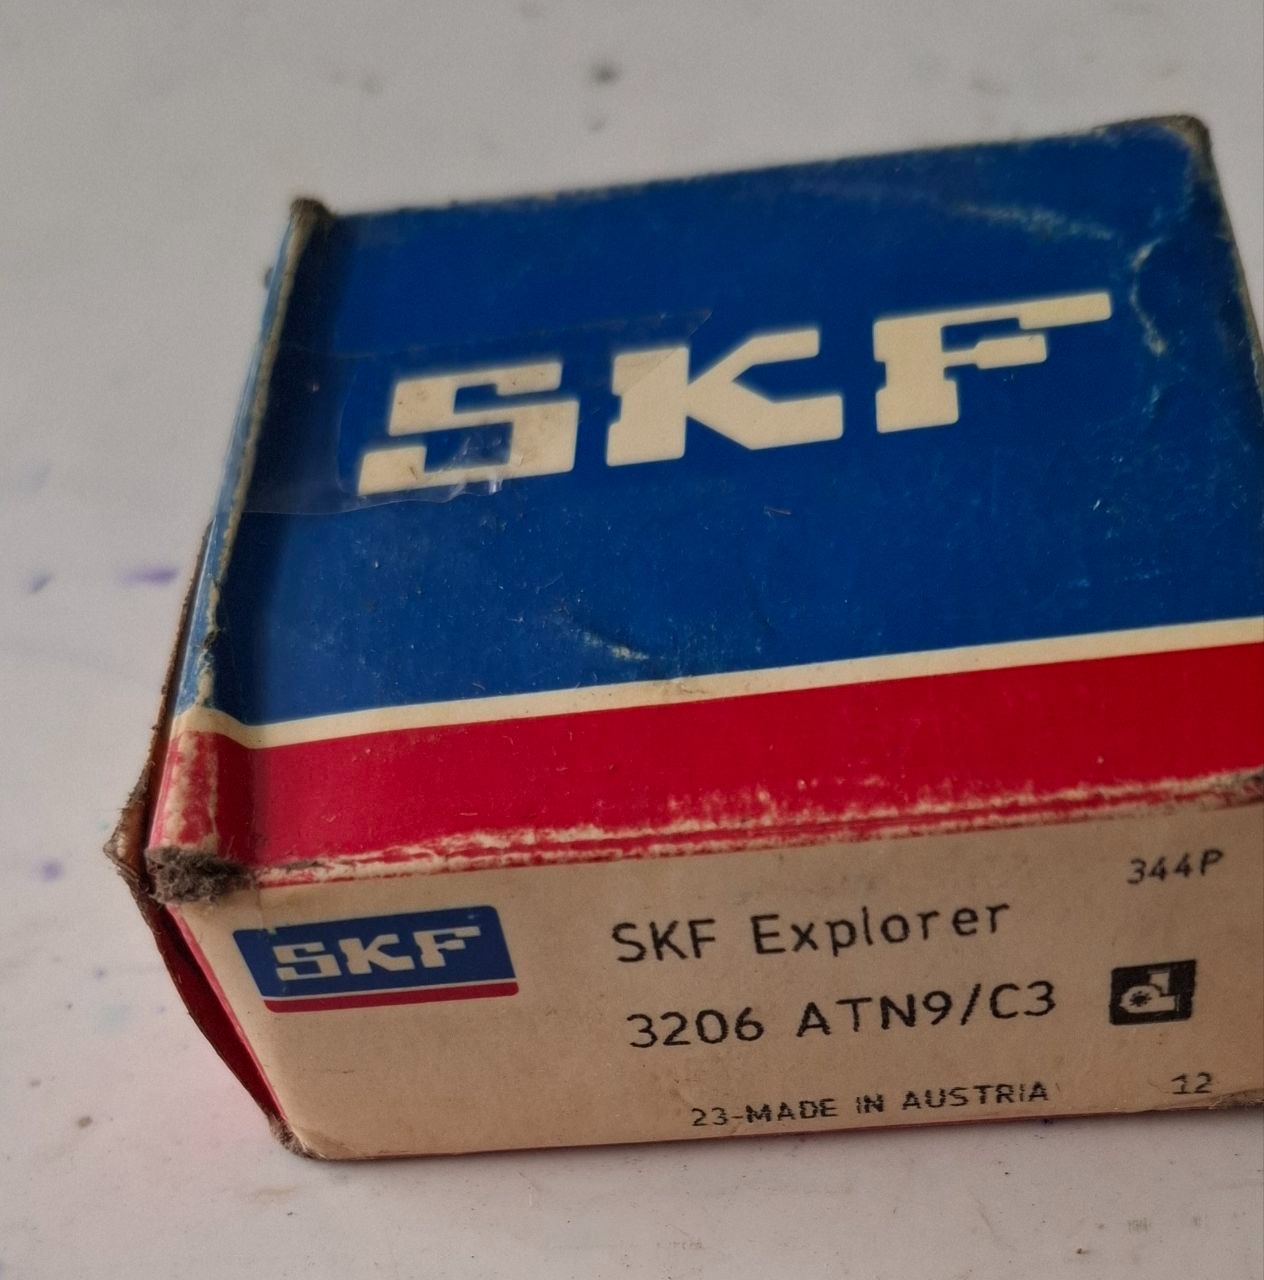 SKF
344P
SKF
SKF Explorer
3206 ATN9/C3
23-MADE IN AUSTRIA
12